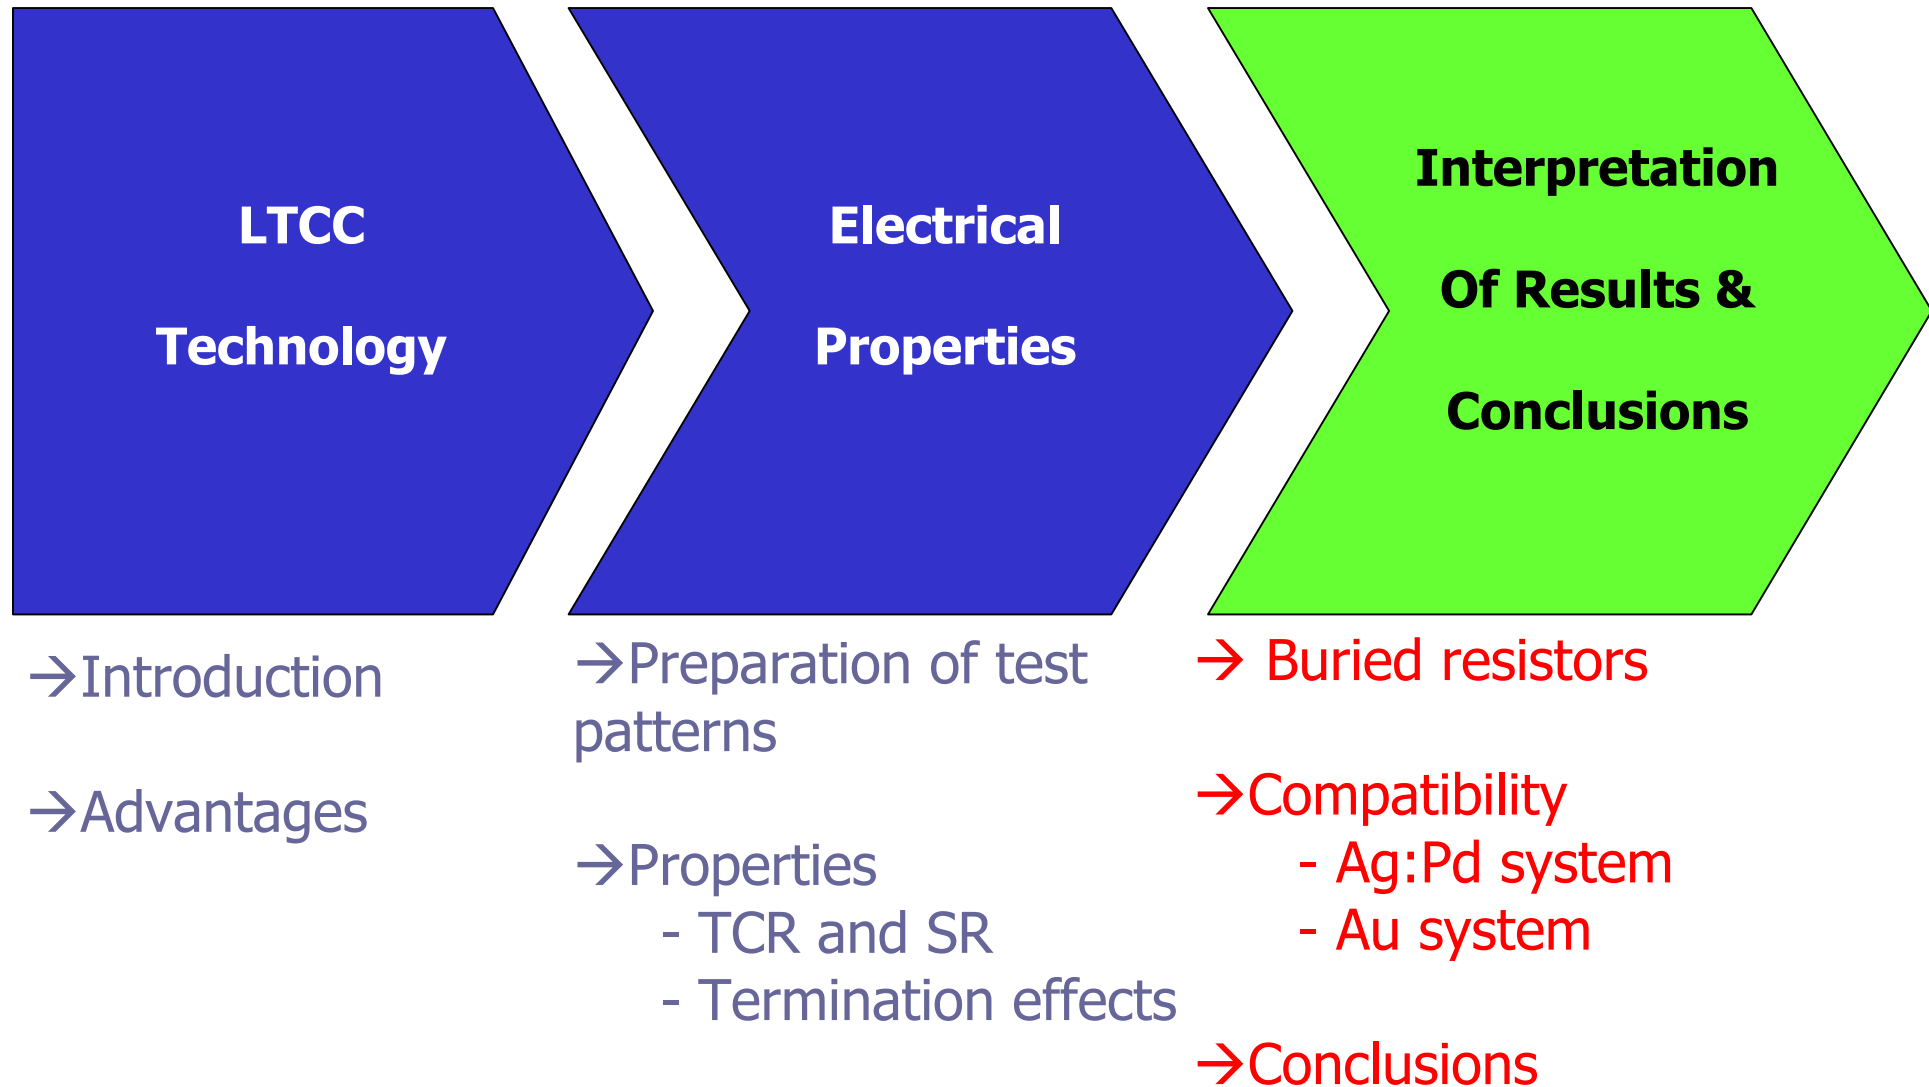 LTCC
Technology
Electrical
Properties
Interpretation
Of Results &
Conclusions
→Introduction
→Advantages
→Preparation of test
patterns
→Properties
- TCR and SR
- Termination effects
→ Buried resistors
→Compatibility
- Ag:Pd system
- Au system
→Conclusions